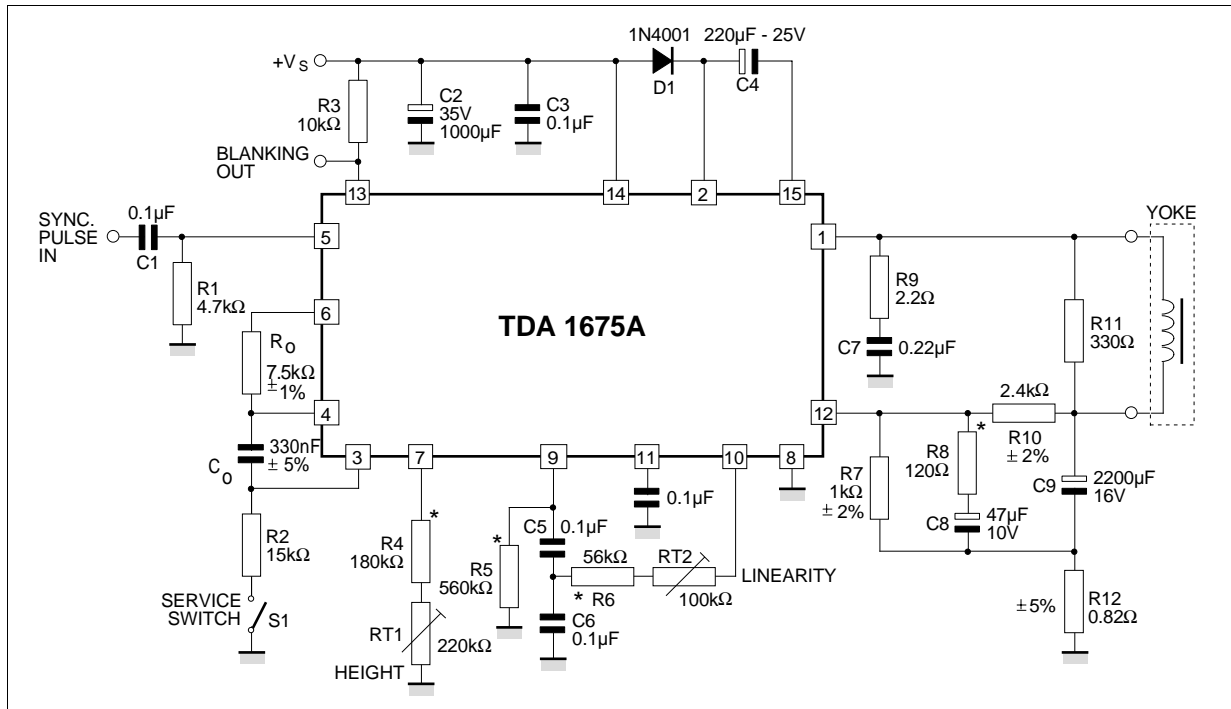 1N4001
220µF - 25V
+VS
D1
C4
R3
10kΩ
C2
35V
1000µF
C3
0.1µF
BLANKING
OUT
13
14
2
15
SYNC.
PULSE
IN
0.1µF
C1
5
1
YOKE
R1
4.7kΩ
6
TDA 1675A
R9
2.2Ω
R11
330Ω
Ro
7.5kΩ
±1%
C7
0.22µF
4
12
2.4kΩ
R10
±2%
Co
330nF
±5%
3
7
9
11
10
8
R7
1kΩ
±2%
*
R8
120Ω
C9
2200µF
16V
R2
15kΩ
*
R4
180kΩ
*
R5
560kΩ
C5
0.1µF
0.1µF
56kΩ
*
R6
RT2
100kΩ
LINEARITY
C8
47µF
10V
SERVICE
SWITCH
S1
RT1
220kΩ
HEIGHT
C6
0.1µF
±5%
R12
0.82Ω